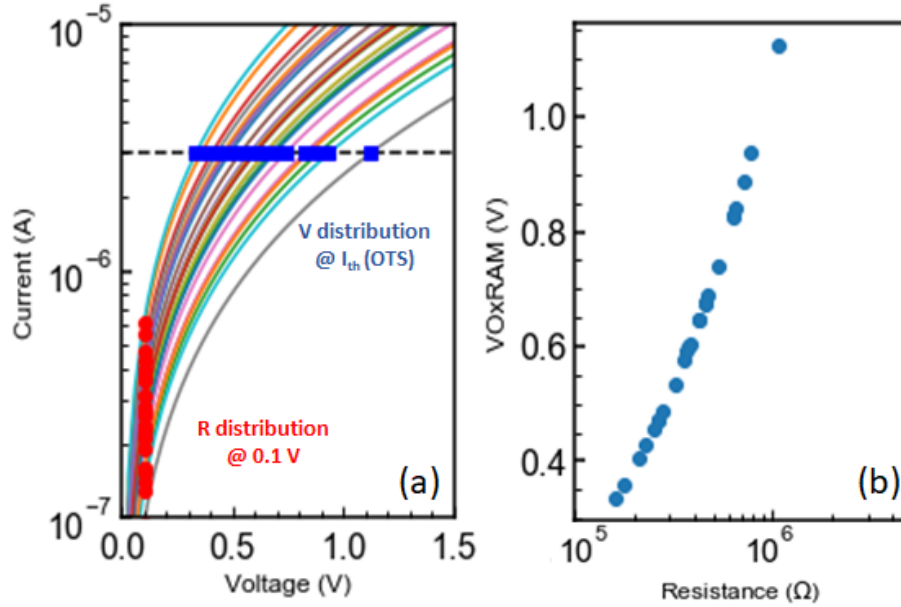 10⁻⁵
10⁻⁶
10⁻⁷
Current (A)
V distribution
@ Iₜₕ (OTS)
R distribution
@ 0.1 V
(a)
0.0 0.5 1.0 1.5
Voltage (V)
1.0
0.8
0.6
0.4
VOxRAM (V)
(b)
10⁵ 10⁶
Resistance (Ω)